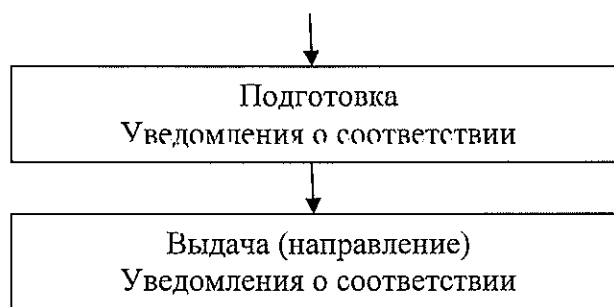 Подготовка
Уведомления о соответствии
Выдача (направление)
Уведомления о соответствии